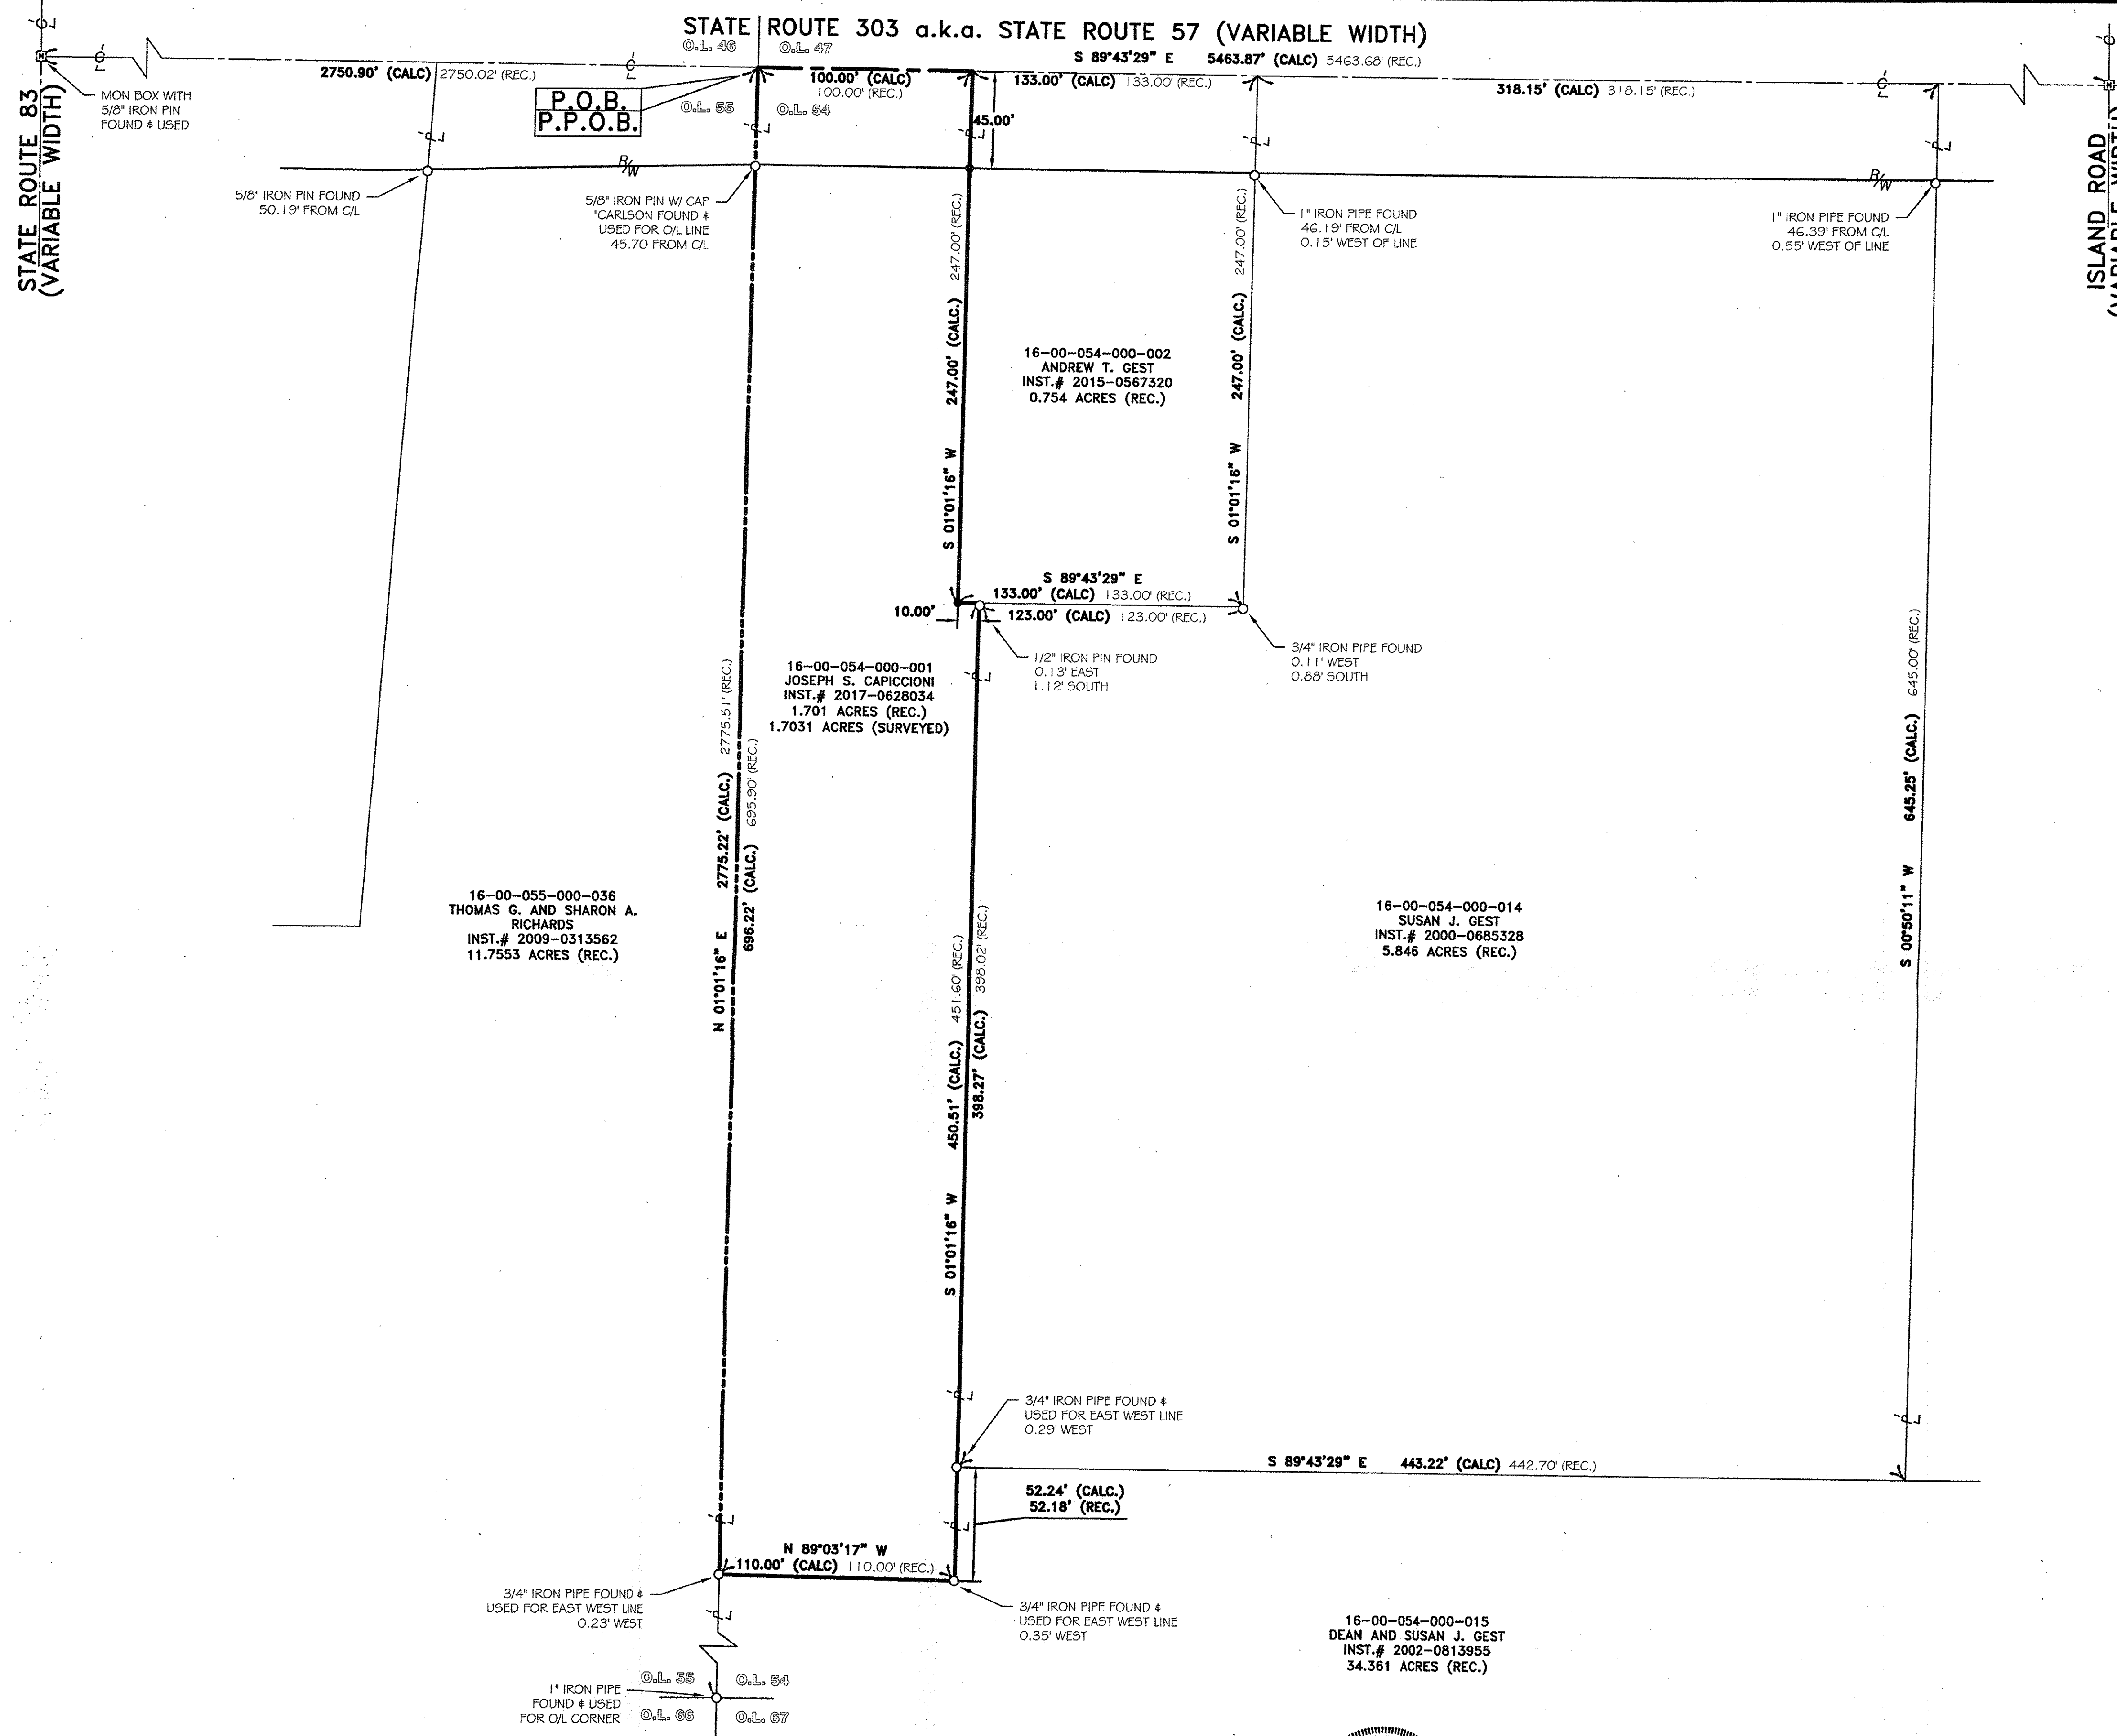 STATE ROUTE 303 a.k.a. STATE ROUTE 57 (VARIABLE WIDTH)
O.L. 46 O.L. 47
S 89°43'29" E 5463.87' (CALC) 5463.68' (REC.)
2750.90' (CALC) 2750.02' (REC.)
100.00' (CALC)
100.00' (REC.)
133.00' (CALC) 133.00' (REC.)
318.15' (CALC) 318.15' (REC.)
MON BOX WITH
5/8" IRON PIN
FOUND & USED
STATE ROUTE 83
(VARIABLE WIDTH)
P.O.B.
P.P.O.B.
O.L. 55 O.L. 54
45.00'
ISLAND ROAD
R/W
R/W
5/8" IRON PIN FOUND
50.19' FROM C/L
5/8" IRON PIN W/ CAP
"CARLSON FOUND &
USED FOR O/L LINE
45.70 FROM C/L
1" IRON PIPE FOUND
46.19' FROM C/L
0.15' WEST OF LINE
1" IRON PIPE FOUND
46.39' FROM C/L
0.55' WEST OF LINE
S 01°01'16" W 247.00' (CALC.) 247.00' (REC.)
16-00-054-000-002
ANDREW T. GEST
INST.# 2015-0567320
0.754 ACRES (REC.)
S 01°01'16" W 247.00' (CALC.) 247.00' (REC.)
S 89°43'29" E
133.00' (CALC) 133.00' (REC.)
10.00'
123.00' (CALC) 123.00' (REC.)
1/2" IRON PIN FOUND
0.13' EAST
1.12' SOUTH
3/4" IRON PIPE FOUND
0.11' WEST
0.88' SOUTH
16-00-054-000-001
JOSEPH S. CAPICCIONI
INST.# 2017-0628034
1.701 ACRES (REC.)
1.7031 ACRES (SURVEYED)
N 01°01'16" E 2775.22' (CALC.) 2775.51' (REC.)
696.22' (CALC.) 695.90' (REC.)
S 00°50'11" W 645.25' (CALC.) 645.00' (REC.)
16-00-055-000-036
THOMAS G. AND SHARON A.
RICHARDS
INST.# 2009-0313562
11.7553 ACRES (REC.)
16-00-054-000-014
SUSAN J. GEST
INST.# 2000-0685328
5.846 ACRES (REC.)
S 01°01'16" W 450.51' (CALC.) 451.60' (REC.)
398.27' (CALC.) 398.02' (REC.)
3/4" IRON PIPE FOUND &
USED FOR EAST WEST LINE
0.29' WEST
S 89°43'29" E 443.22' (CALC) 442.70' (REC.)
52.24' (CALC.)
52.18' (REC.)
N 89°03'17" W
110.00' (CALC) 110.00' (REC.)
3/4" IRON PIPE FOUND &
USED FOR EAST WEST LINE
0.23' WEST
3/4" IRON PIPE FOUND &
USED FOR EAST WEST LINE
0.35' WEST
16-00-054-000-015
DEAN AND SUSAN J. GEST
INST.# 2002-0813955
34.361 ACRES (REC.)
O.L. 55 O.L. 54
1" IRON PIPE
FOUND & USED
FOR O/L CORNER
O.L. 66 O.L. 67